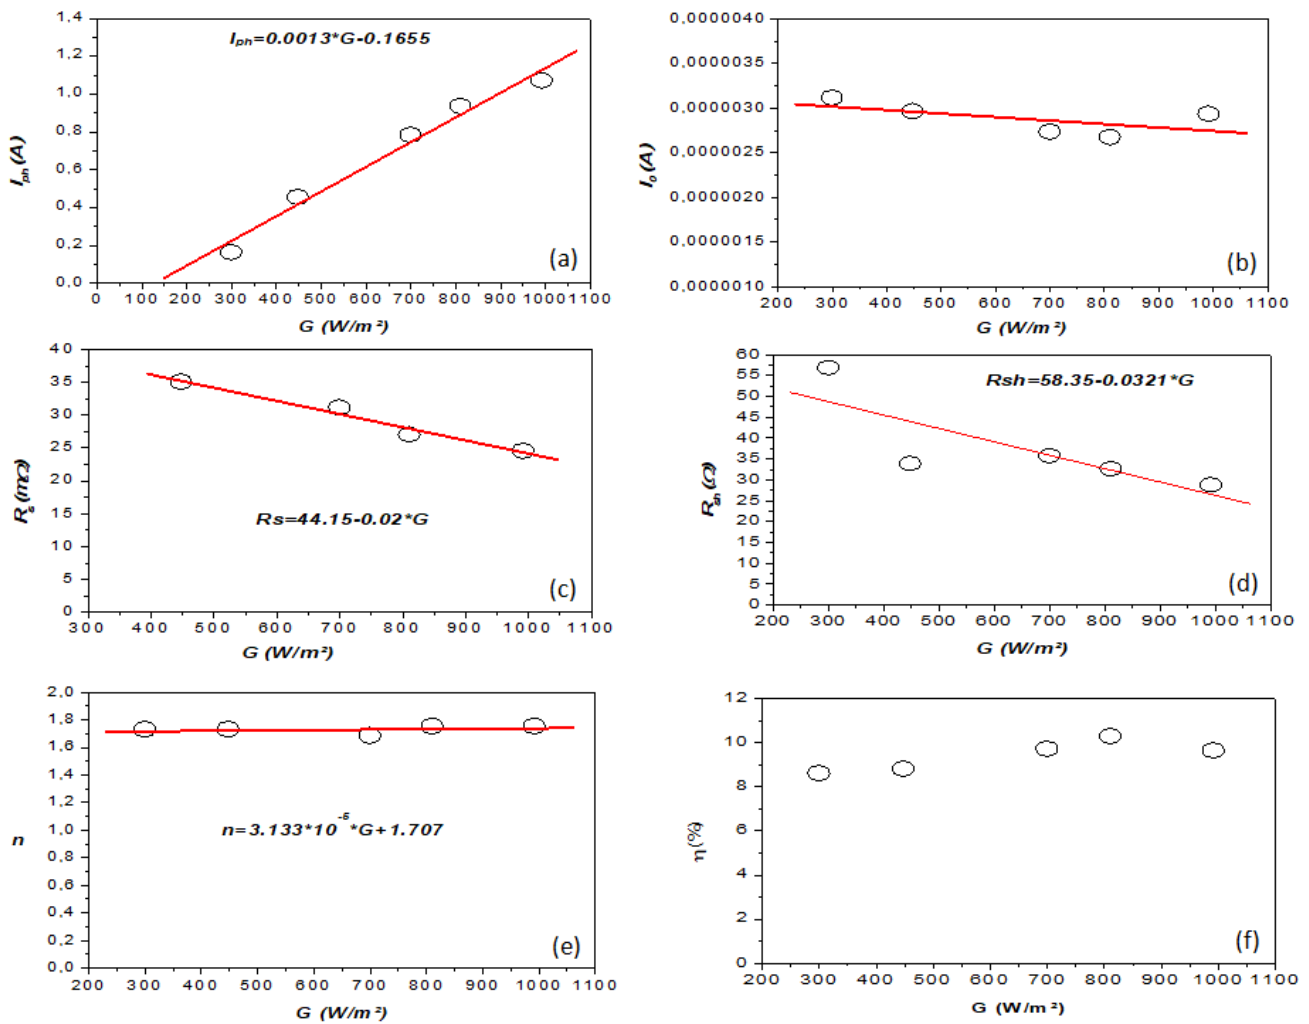 1.4
1.2
1.0
0.8
0.6
0.4
0.2
0.0
I_ph (A)
I_ph=0.0013*G-0.1655
(a)
0 100 200 300 400 500 600 700 800 900 1000 1100
G (W/m²)
0,0000040
0,0000035
0,0000030
0,0000025
0,0000020
0,0000015
0,0000010
I_0 (A)
(b)
200 300 400 500 600 700 800 900 1000 1100
G (W/m²)
40
35
30
25
20
15
10
5
0
R_s (mΩ)
Rs=44.15-0.02*G
(c)
300 400 500 600 700 800 900 1000 1100
G (W/m²)
60
55
50
45
40
35
30
25
20
15
10
5
0
R_sh (Ω)
Rsh=58.35-0.0321*G
(d)
200 300 400 500 600 700 800 900 1000 1100
G (W/m²)
2.0
1.8
1.6
1.4
1.2
1.0
0.8
0.6
0.4
0.2
0.0
n
n=3.133*10^-5*G+1.707
(e)
200 300 400 500 600 700 800 900 1000 1100
G (W/m²)
12
10
8
6
4
2
0
η(%)
(f)
200 300 400 500 600 700 800 900 1000 1100
G (W/m²)